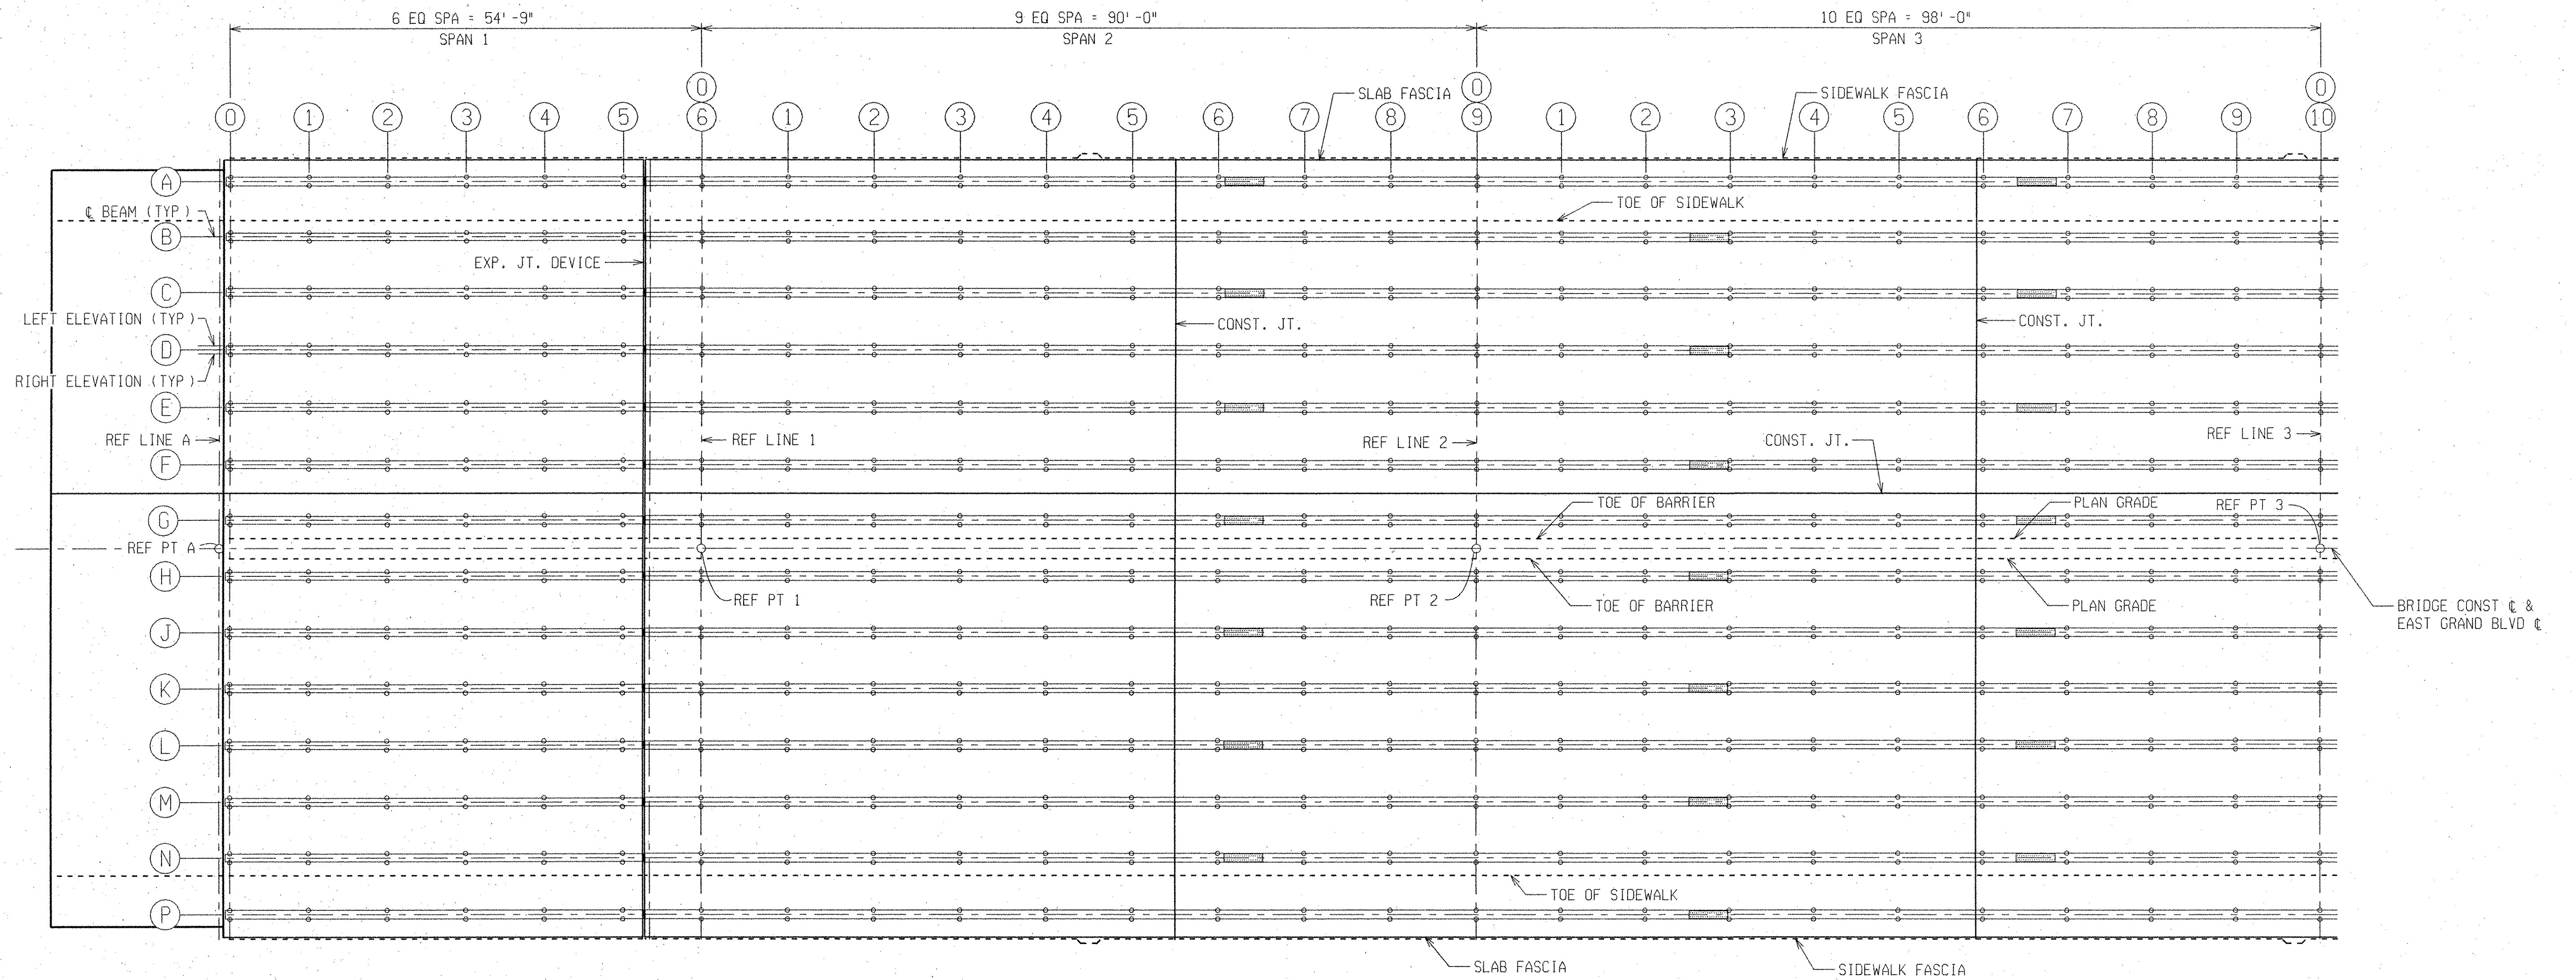 6 EQ SPA = 54'-9"
9 EQ SPA = 90'-0"
10 EQ SPA = 98'-0"
SPAN 1
SPAN 2
SPAN 3
0
0
0
SLAB FASCIA
SIDEWALK FASCIA
0
1
2
3
4
5
6
1
2
3
4
5
6
7
8
9
1
2
3
4
5
6
7
8
9
10
A
℄ BEAM (TYP)
TOE OF SIDEWALK
B
EXP. JT. DEVICE
C
LEFT ELEVATION (TYP)
CONST. JT.
CONST. JT.
D
RIGHT ELEVATION (TYP)
E
REF LINE A
REF LINE 1
REF LINE 2
CONST. JT.
REF LINE 3
F
TOE OF BARRIER
PLAN GRADE
REF PT 3
G
REF PT A
H
REF PT 1
REF PT 2
TOE OF BARRIER
PLAN GRADE
BRIDGE CONST ℄ &
EAST GRAND BLVD ℄
J
K
L
M
N
TOE OF SIDEWALK
P
SLAB FASCIA
SIDEWALK FASCIA